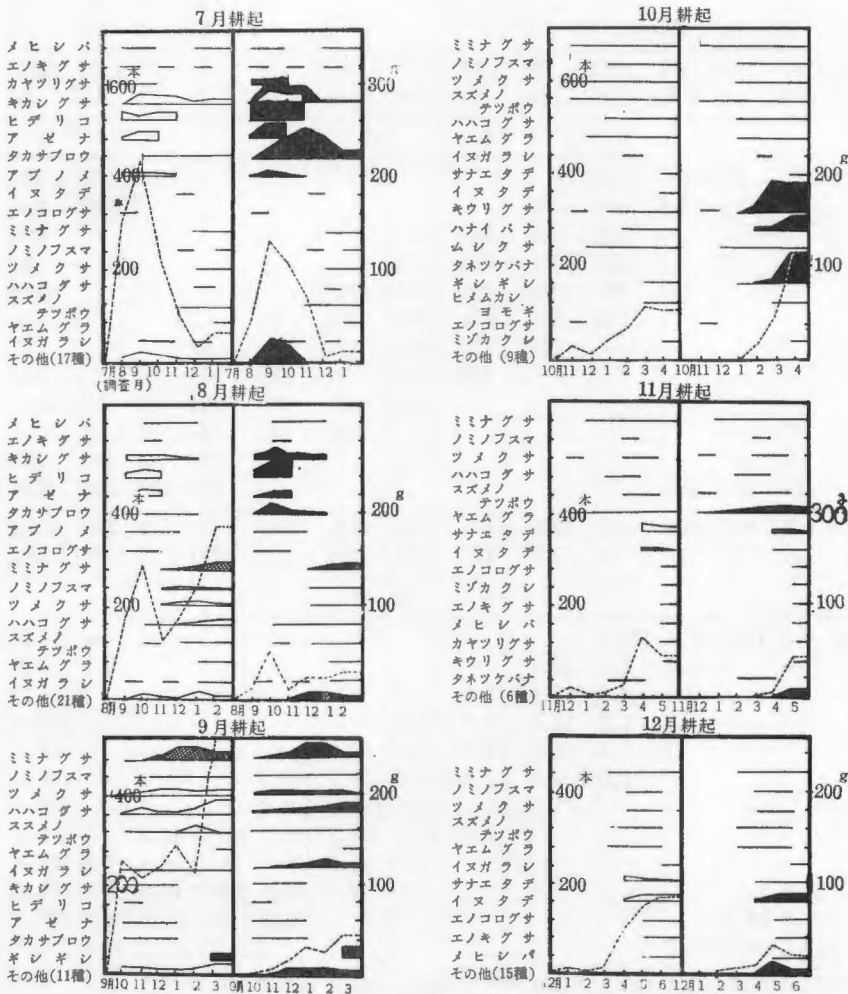 7月耕起
メヒシバ
エノキグサ
カヤツリグサ
キカシグサ
ヒデリコ
アゼナ
タカサブロウ
アブノメ
イヌタデ
エノコログサ
ミミナグサ
ノミノフスマ
ツメクサ
ハハコグサ
スズメノ
テツポウ
ヤエムグラ
イヌガラシ
その他(17種)
本
600
400
200
300
200
100
7月 8 9 10 11 12 1
7月 8 9 10 11 12 1
(調査月)
8月耕起
メヒシバ
エノキグサ
キカシグサ
ヒデリコ
アゼナ
タカサブロウ
アブノメ
エノコログサ
ミミナグサ
ノミノフスマ
ツメクサ
ハハコグサ
スズメノ
テツポウ
ヤエムグラ
イヌガラシ
その他(21種)
本
400
200
g
200
100
8月 9 10 11 12 1 2
8月 9 10 11 12 1 2
9月耕起
ミミナグサ
ノミノフスマ
ツメクサ
ハハコグサ
スズメノ
テツポウ
ヤエムグラ
イヌガラシ
キカシグサ
ヒデリコ
アゼナ
タカサブロウ
ギシギシ
その他(11種)
本
400
200
g
200
100
9月 10 11 12 1 2 3
9月 10 11 12 1 2 3
10月耕起
ミミナグサ
ノミノフスマ
ツメクサ
スズメノ
テツポウ
ハハコグサ
ヤエムグラ
イヌガラシ
サナエタデ
イヌタデ
キウリグサ
ハナイバナ
ムシクサ
タネツケバナ
ギシギシ
ヒメムカシ
ヨモギ
エノコログサ
ミゾカクシ
その他(9種)
本
600
400
200
g
200
100
10月 11 12 1 2 3 4
10月 11 12 1 2 3 4
11月耕起
ミミナグサ
ノミノフスマ
ツメクサ
ハハコグサ
スズメノ
テツポウ
ヤエムグラ
サナエタデ
イヌタデ
エノコログサ
ミゾカクシ
エノキグサ
メヒシバ
カヤツリグサ
キウリグサ
タネツケバナ
その他(6種)
本
400
200
300
100
11月 12 1 2 3 4 5
11月 12 1 2 3 4 5
12月耕起
ミミナグサ
ノミノフスマ
ツメクサ
スズメノ
テツポウ
ヤエムグラ
イヌガラシ
サナエタデ
イヌタデ
エノコログサ
エノキグサ
メヒシバ
その他(15種)
本
400
200
g
200
100
12月 1 2 3 4 5 6
12月 1 2 3 4 5 6